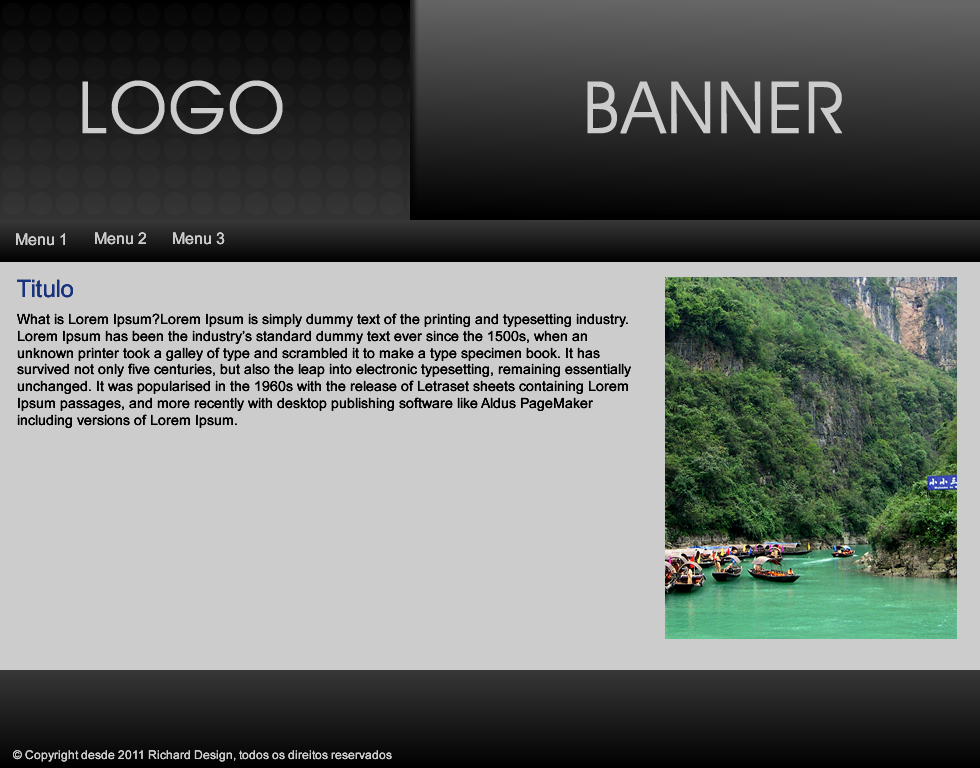 LOGO
BANNER
Menu 1 Menu 2 Menu 3
Titulo
What is Lorem Ipsum?Lorem Ipsum is simply dummy text of the printing and typesetting industry.
Lorem Ipsum has been the industry's standard dummy text ever since the 1500s, when an
unknown printer took a galley of type and scrambled it to make a type specimen book. It has
survived not only five centuries, but also the leap into electronic typesetting, remaining essentially
unchanged. It was popularised in the 1960s with the release of Letraset sheets containing Lorem
Ipsum passages, and more recently with desktop publishing software like Aldus PageMaker
including versions of Lorem Ipsum.
小小三
© Copyright desde 2011 Richard Design, todos os direitos reservados